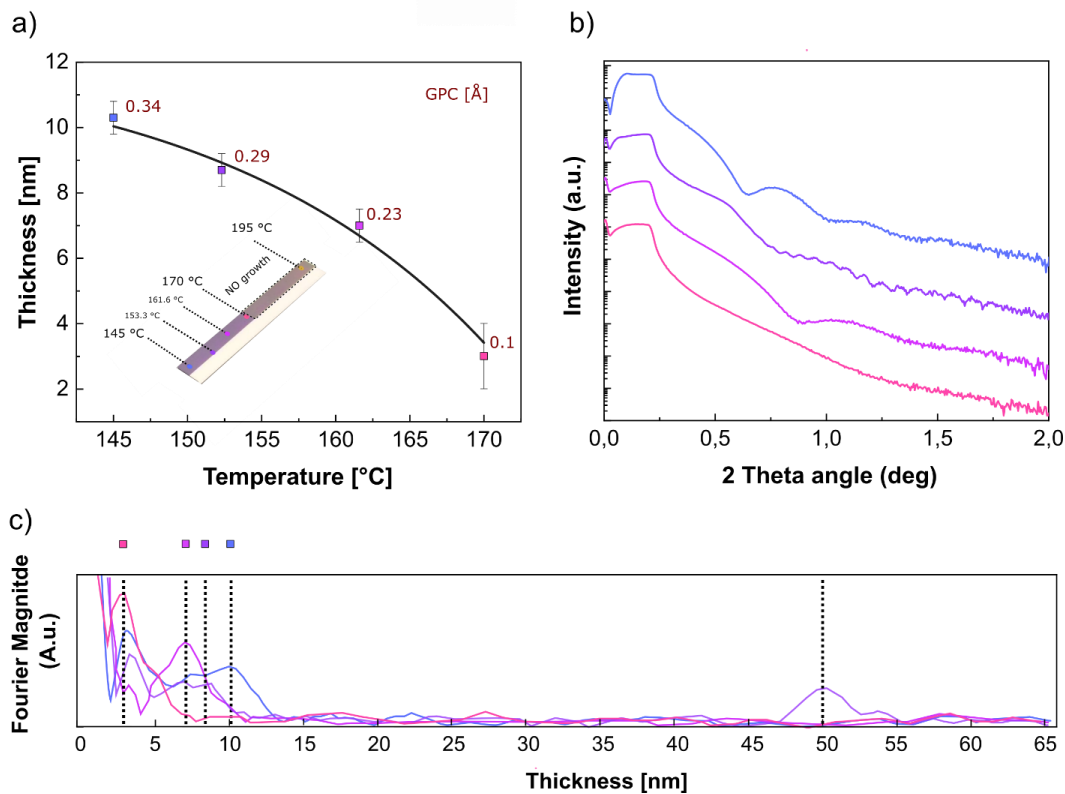 a)
12
10
8
6
4
2
Thickness [nm]
0.34
0.29
0.23
0.1
GPC [Å]
195 °C
NO growth
170 °C
161.6 °C
153.3 °C
145 °C
145
150
155
160
165
170
Temperature [°C]
b)
Intensity (a.u.)
0,0
0,5
1,0
1,5
2,0
2 Theta angle (deg)
c)
Fourier Magnitde
(A.u.)
0
5
10
15
20
25
30
35
40
45
50
55
60
65
Thickness [nm]